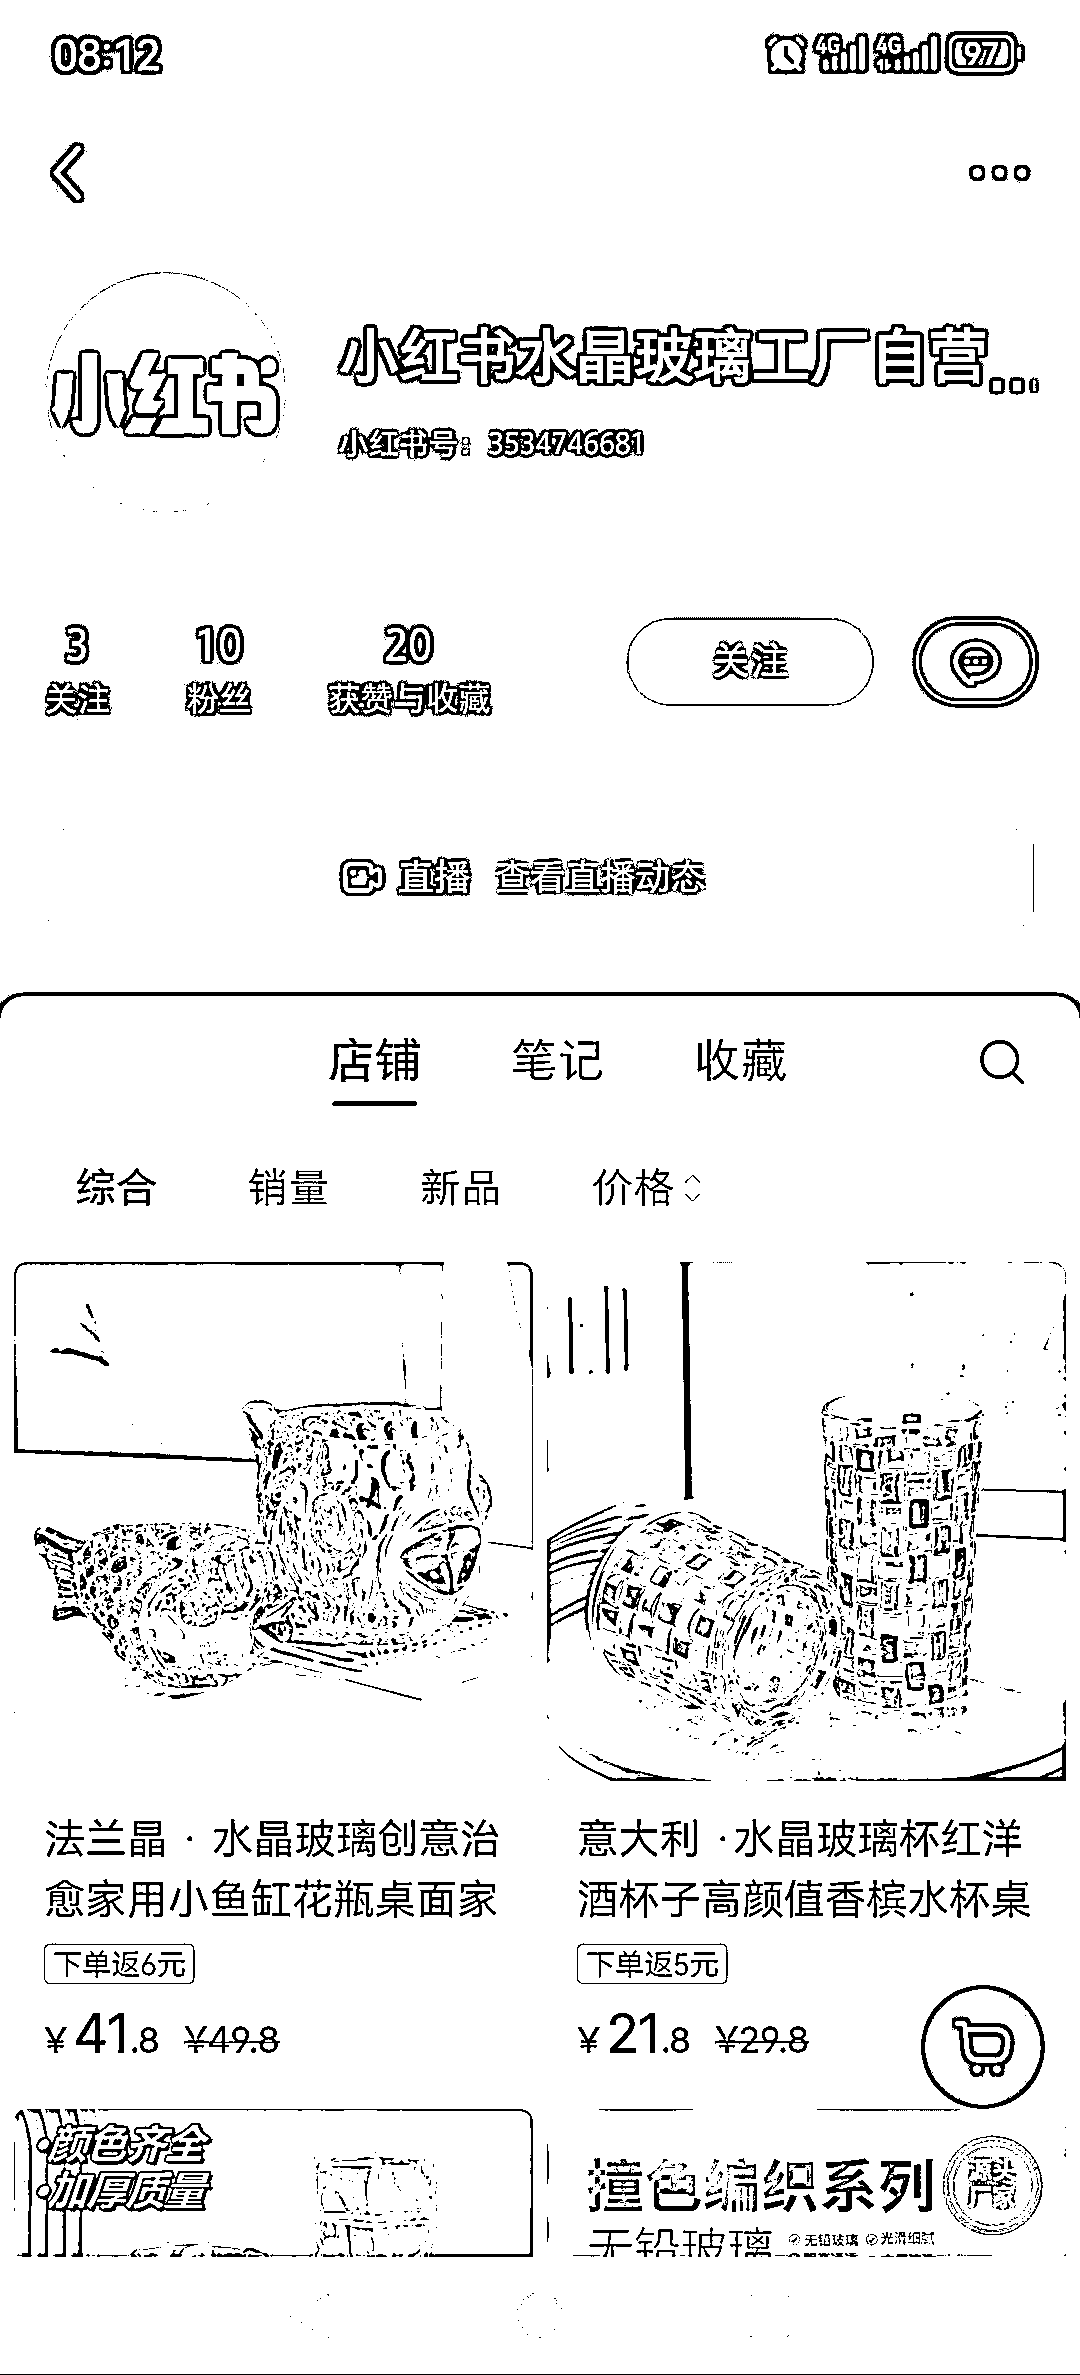 08:12
4G 4G 97
小红书
小红书水晶玻璃工厂自营...
小红书号: 3534746681
3 10 20
关注 粉丝 获赞与收藏
关注
直播 查看直播动态
店铺 笔记 收藏
综合 销量 新品 价格
法兰晶 · 水晶玻璃创意治
愈家用小鱼缸花瓶桌面家
下单返6元
¥41.8 ¥49.8
意大利 · 水晶玻璃杯红洋
酒杯子高颜值香槟水杯桌
下单返5元
¥21.8 ¥29.8
颜色齐全
加厚质量
撞色编织系列
源头
厂家
无铅玻璃
无铅玻璃